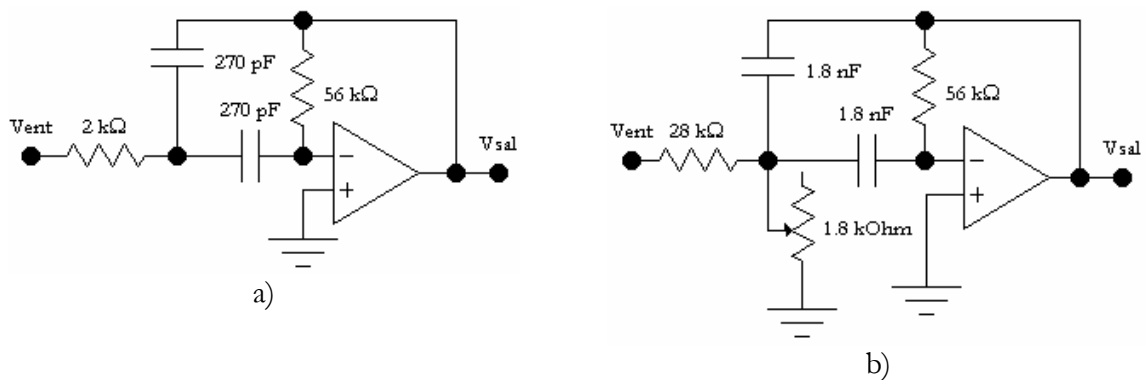 270 pF
270 pF
56 kΩ
Vent
2 kΩ
Vsal
−
+
a)
1.8 nF
1.8 nF
56 kΩ
Vent
28 kΩ
Vsal
−
+
1.8 kOhm
b)